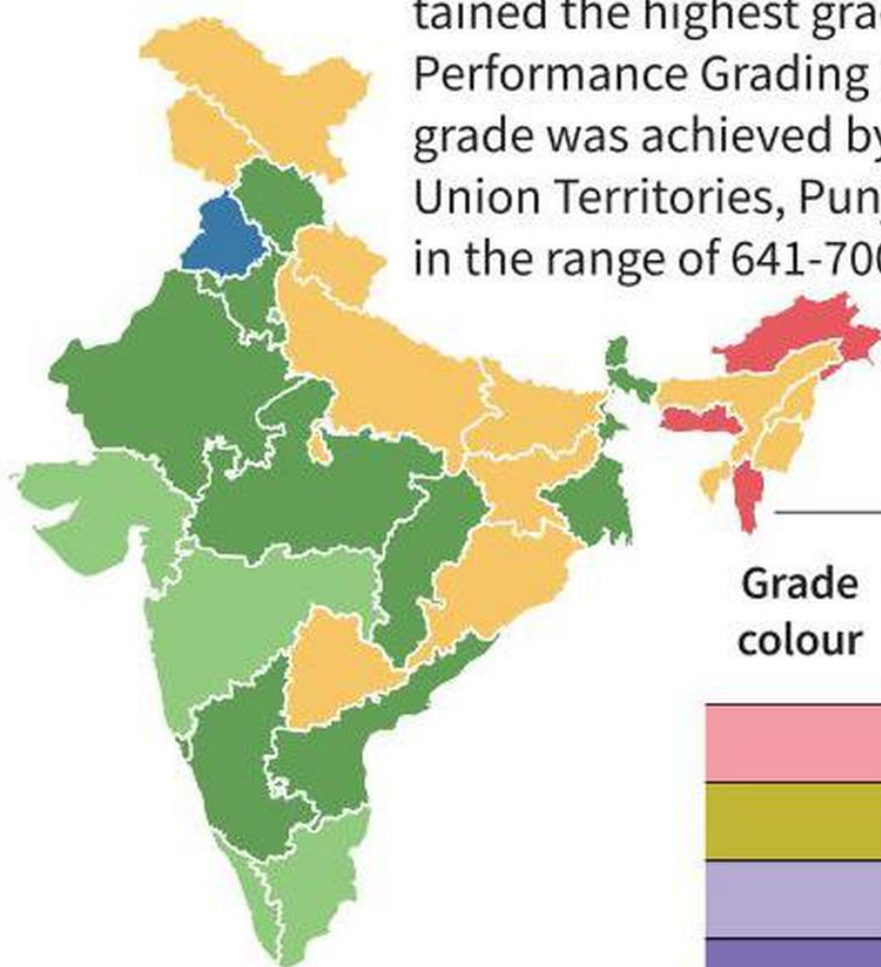 tained the highest gra
Performance Grading
grade was achieved by
Union Territories, Pun
in the range of 641-700
Grade
colour